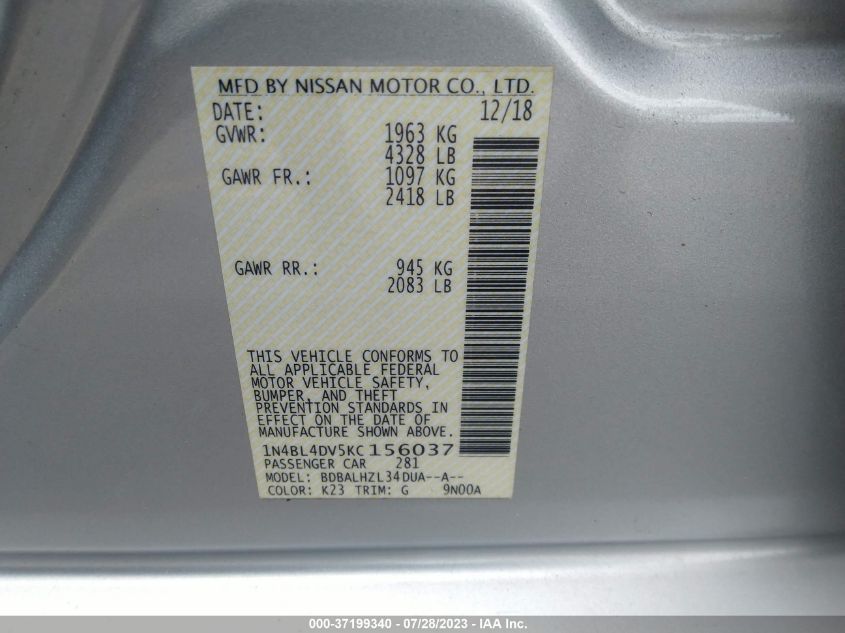 MFD BY NISSAN MOTOR CO., LTD.
DATE: 12/18
GVWR: 1963 KG
4328 LB
GAWR FR.: 1097 KG
2418 LB
GAWR RR.: 945 KG
2083 LB
THIS VEHICLE CONFORMS TO
ALL APPLICABLE FEDERAL
MOTOR VEHICLE SAFETY,
BUMPER, AND THEFT
PREVENTION STANDARDS IN
EFFECT ON THE DATE OF
MANUFACTURE SHOWN ABOVE.
1N4BL4DV5KC156037
PASSENGER CAR 281
MODEL: BDBALHZL34DUA--A--
COLOR: K23 TRIM: G 9N00A
000-37199340 - 07/28/2023 - IAA Inc.